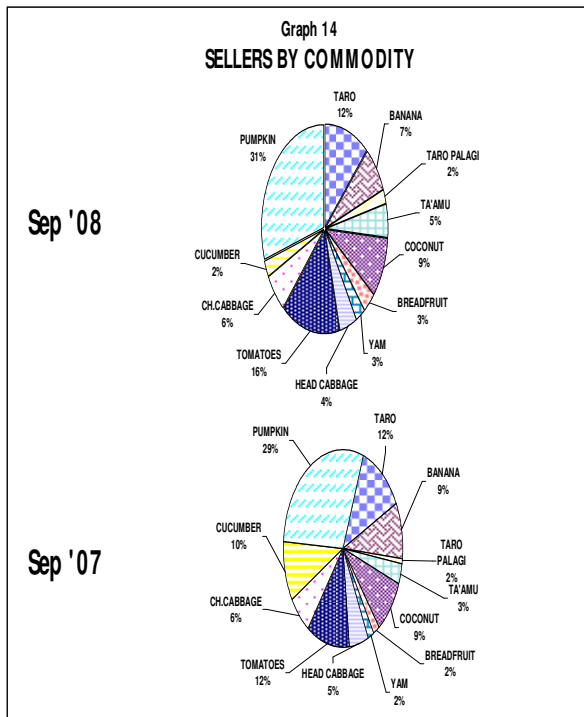 Graph 14
SELLERS BY COMMODITY
Sep '08
TARO
12%
BANANA
7%
TARO PALAGI
2%
TA'AMU
5%
COCONUT
9%
BREADFRUIT
3%
YAM
3%
HEAD CABBAGE
4%
TOMATOES
16%
CH.CABBAGE
6%
CUCUMBER
2%
PUMPKIN
31%
Sep '07
TARO
12%
BANANA
9%
TARO
PALAGI
2%
TA'AMU
3%
COCONUT
9%
BREADFRUIT
2%
YAM
2%
HEAD CABBAGE
5%
TOMATOES
12%
CH.CABBAGE
6%
CUCUMBER
10%
PUMPKIN
29%